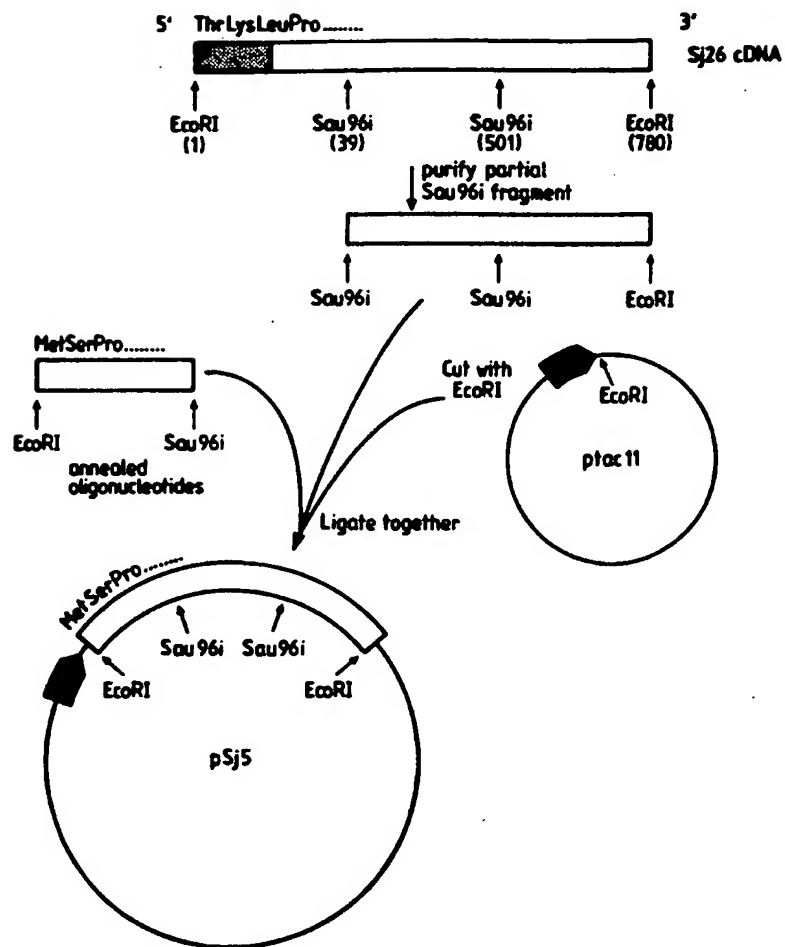 5' ThrLysLeuPro........ 3'
Sj26 cDNA
EcoRI Sau96i Sau96i EcoRI
(1) (39) (501) (780)
purify partial
Sau96i fragment
Sau96i Sau96i EcoRI
MetSerPro........
EcoRI Sau96i
annealed
oligonucleotides
Cut with
EcoRI
EcoRI
ptac11
Ligate together
MetSerPro........
Sau96i Sau96i
EcoRI EcoRI
pSj5